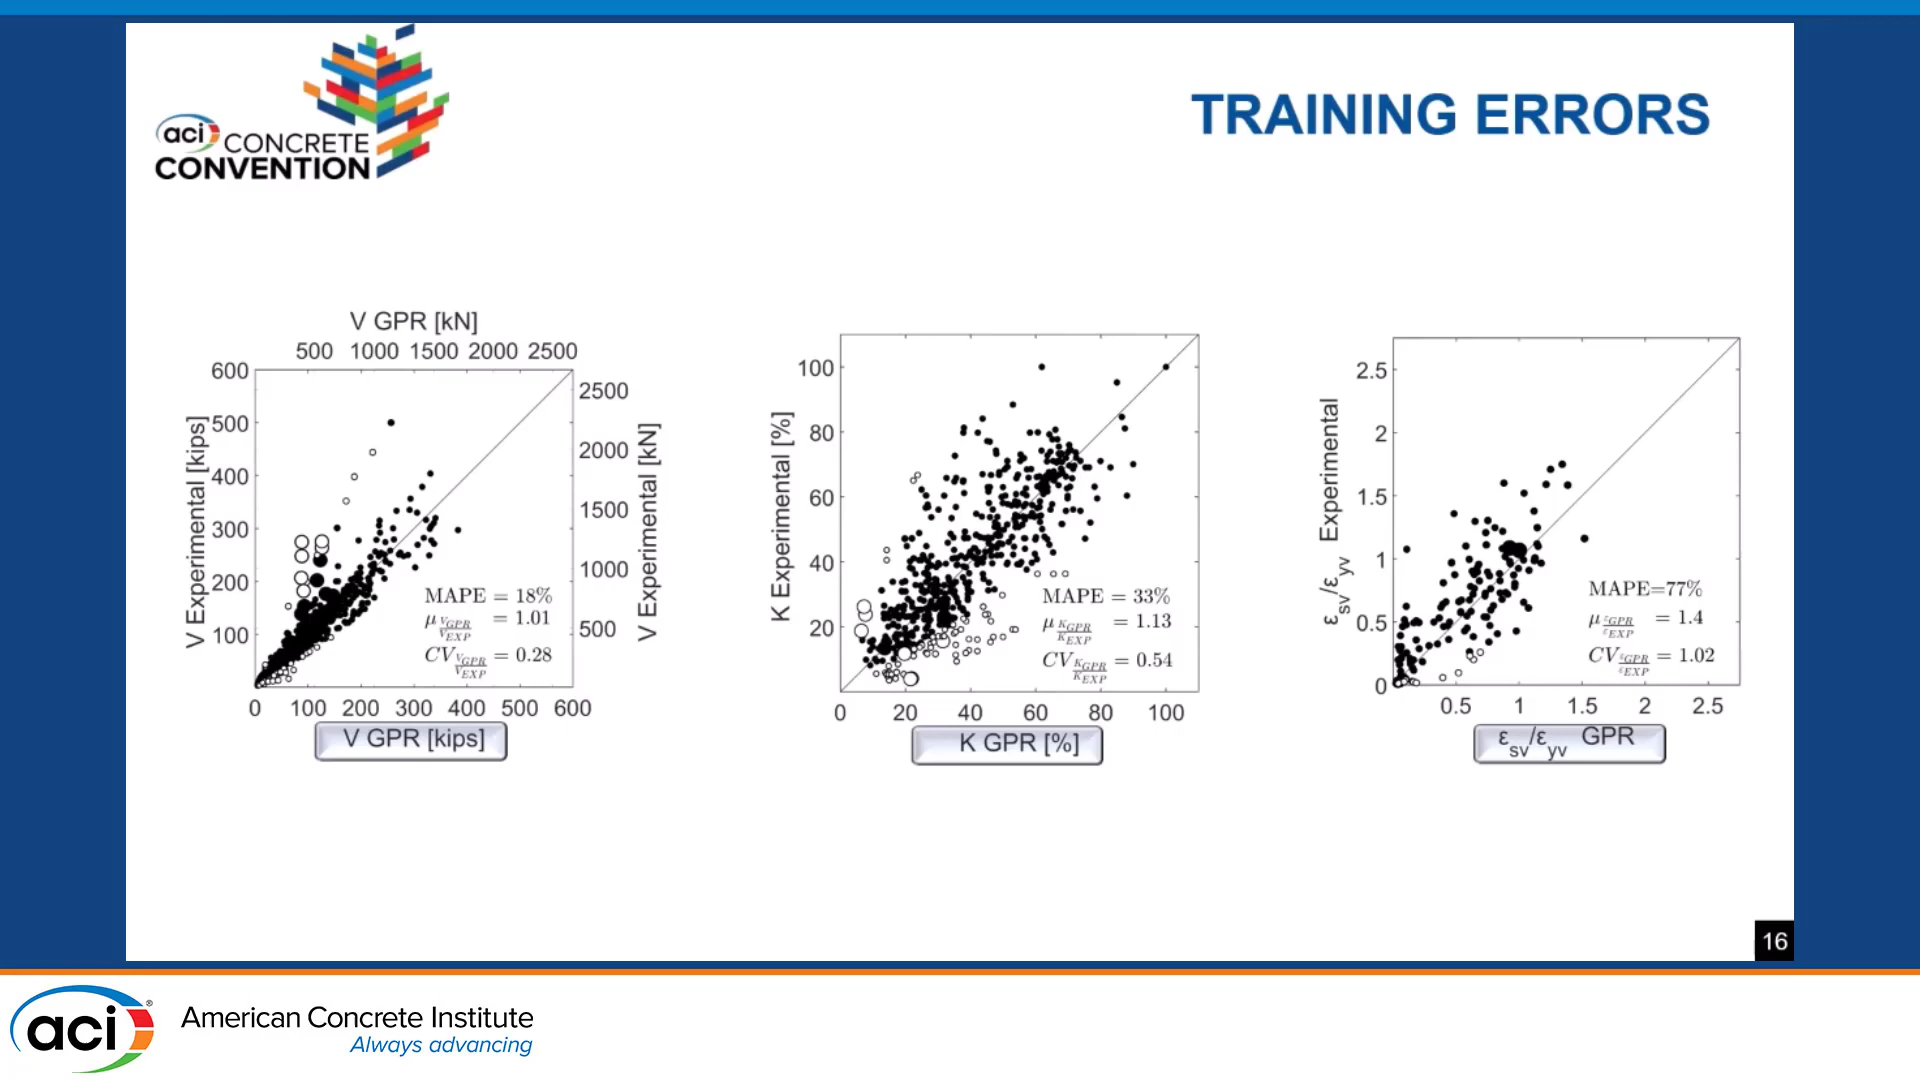 aci CONCRETE
CONVENTION
TRAINING ERRORS
V GPR [kN]
500 1000 1500 2000 2500
600
500
400
300
200
100
V Experimental [kips]
2500
2000
1500
1000
500
V Experimental [kN]
MAPE = 18%
μ V_GPR/V_EXP = 1.01
CV V_GPR/V_EXP = 0.28
0 100 200 300 400 500 600
V GPR [kips]
K Experimental [%]
100
80
60
40
20
MAPE = 33%
μ K_GPR/K_EXP = 1.13
CV K_GPR/K_EXP = 0.54
0 20 40 60 80 100
K GPR [%]
ε_sv/ε_yv Experimental
2.5
2
1.5
1
0.5
0
MAPE=77%
μ ε_GPR/ε_EXP = 1.4
CV ε_GPR/ε_EXP = 1.02
0.5 1 1.5 2 2.5
ε_sv/ε_yv GPR
16
aci®
American Concrete Institute
Always advancing